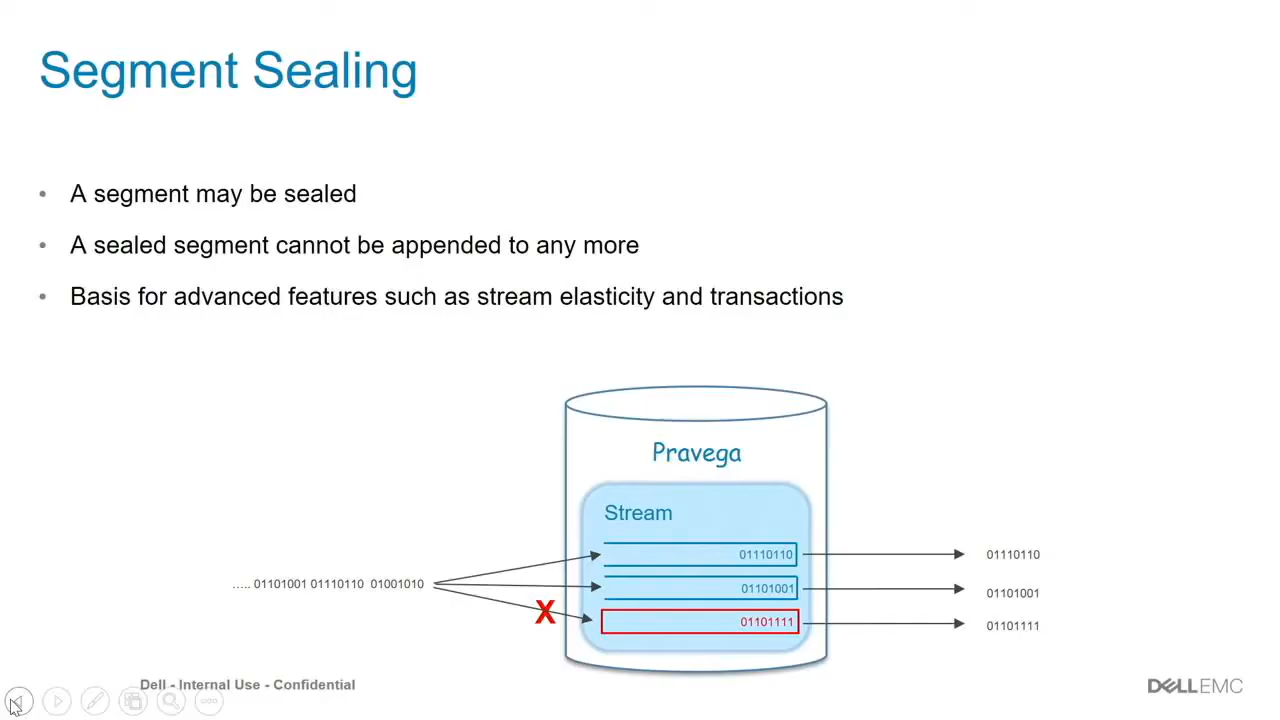 Segment Sealing
• A segment may be sealed
• A sealed segment cannot be appended to any more
• Basis for advanced features such as stream elasticity and transactions
Pravega
Stream
01110110
01110110
..... 01101001 01110110 01001010
01101001
01101001
X
01101111
01101111
Dell - Internal Use - Confidential
DELLEMC